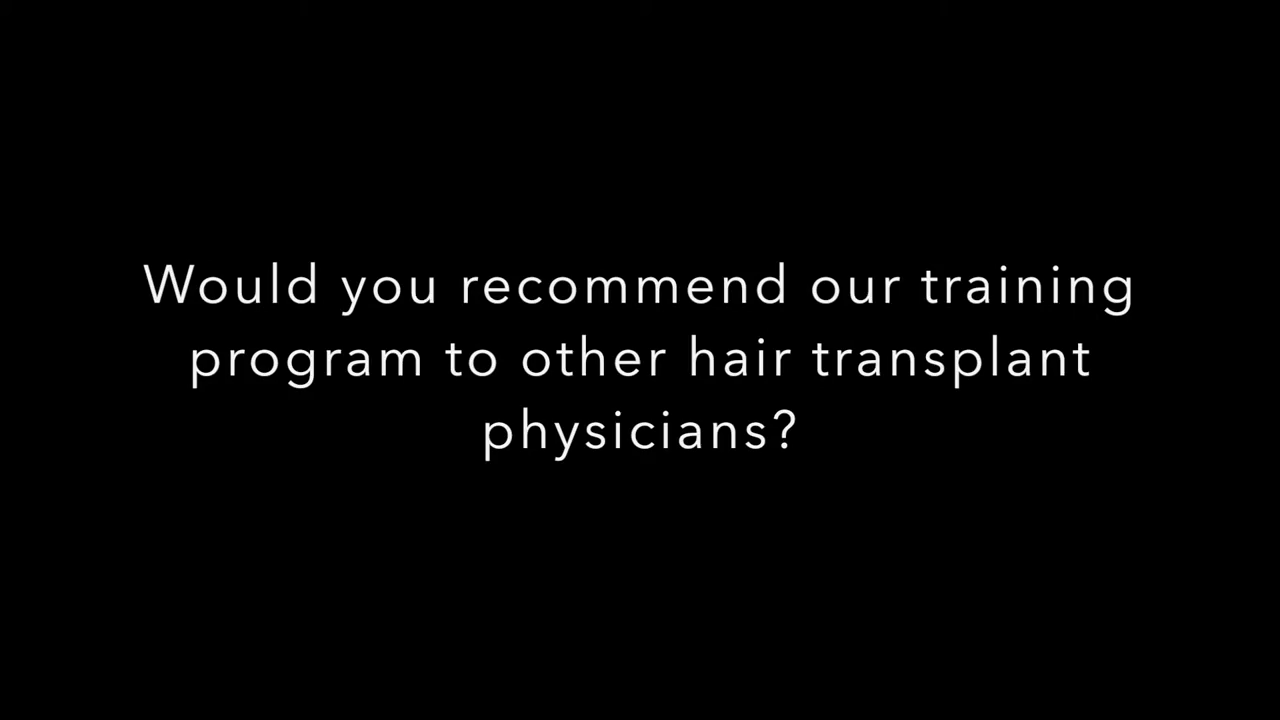 Would you recommend our training
program to other hair transplant
physicians?